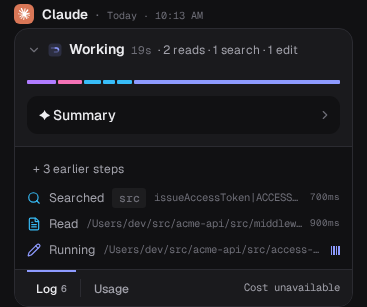 Claude · Today · 10:13 AM
Working 19s · 2 reads · 1 search · 1 edit
Summary
+ 3 earlier steps
Searched src issueAccessToken|ACCESS… 700ms
Read /Users/dev/src/acme-api/src/middlew… 900ms
Running /Users/dev/src/acme-api/src/access-…
Log 6 Usage Cost unavailable